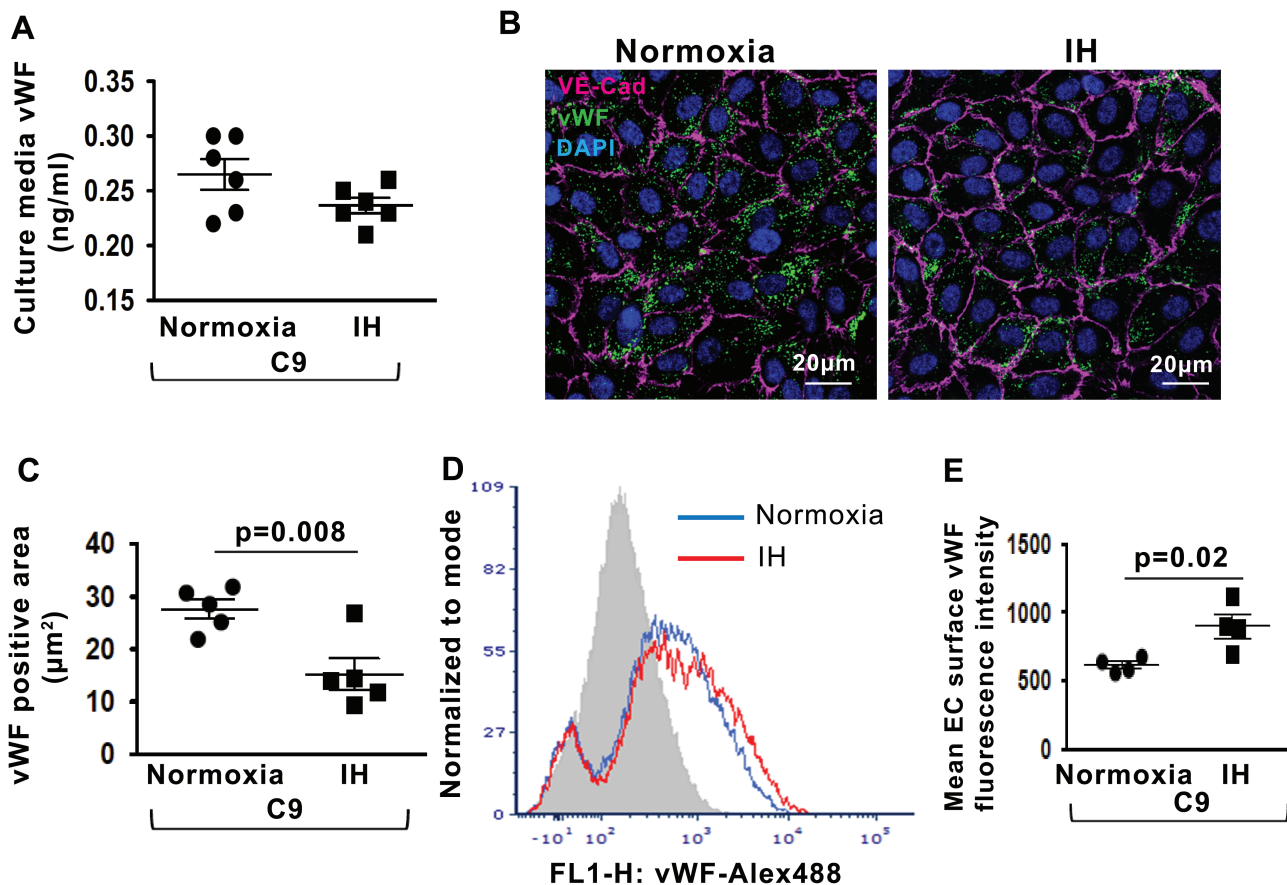 A
Culture media vWF
(ng/ml)
0.35
0.30
0.25
0.20
0.15
Normoxia IH
C9
B
Normoxia IH
VE-Cad
vWF
DAPI
20μm 20μm
C
vWF positive area
(μm²)
p=0.008
40
30
20
10
0
Normoxia IH
C9
D
Normalized to mode
109
82
55
27
0
Normoxia
IH
-10¹ 10² 10³ 10⁴ 10⁵
FL1-H: vWF-Alex488
E
Mean EC surface vWF
fluorescence intensity
p=0.02
1500
1000
500
0
Normoxia IH
C9